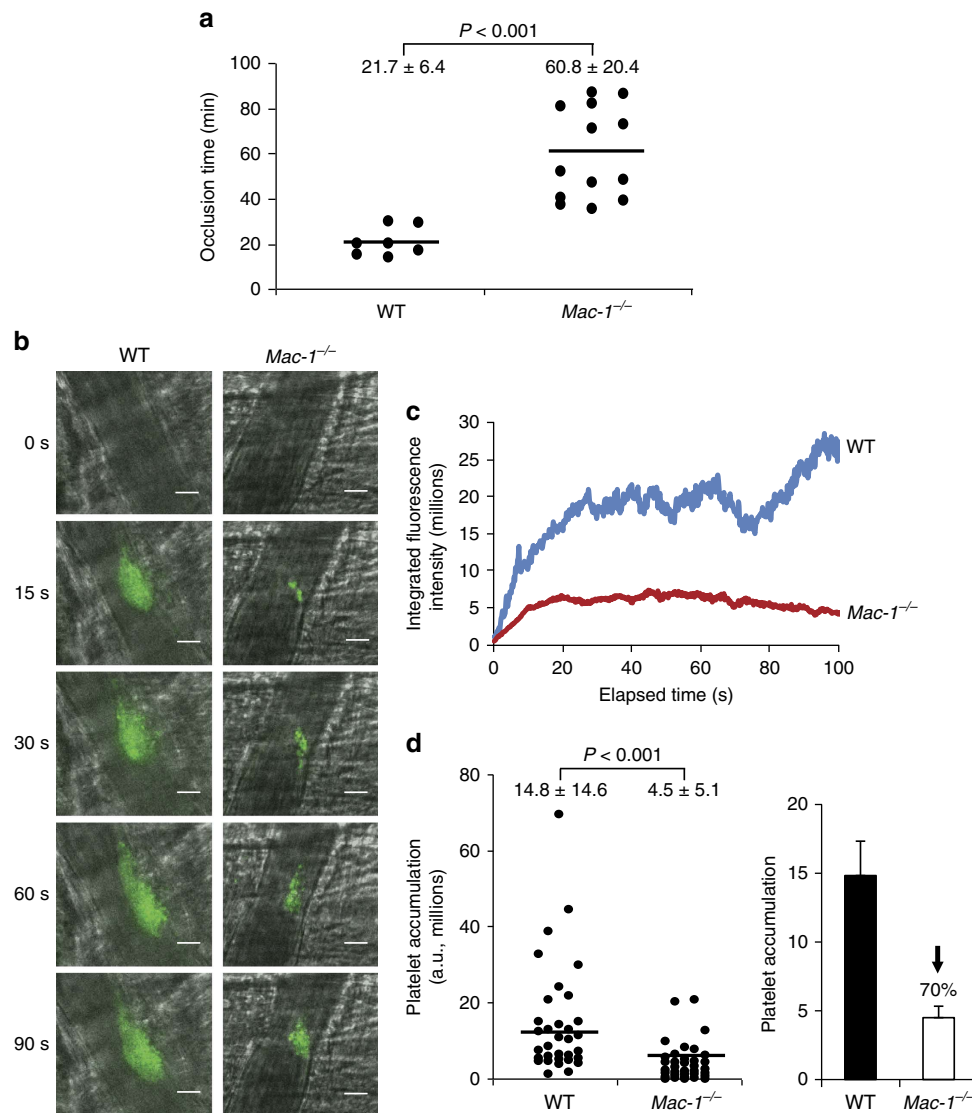 a
P < 0.001
21.7 ± 6.4
60.8 ± 20.4
100
80
60
40
20
0
Occlusion time (min)
WT
Mac-1–/–
b
WT
Mac-1–/–
0 s
15 s
30 s
60 s
90 s
c
30
25
20
15
10
5
0
Integrated fluorescence
intensity (millions)
WT
Mac-1–/–
0
20
40
60
80
100
Elapsed time (s)
d
P < 0.001
14.8 ± 14.6
4.5 ± 5.1
80
60
40
20
0
Platelet accumulation
(a.u., millions)
WT
Mac-1–/–
20
15
10
5
0
Platelet accumulation
70%
WT
Mac-1–/–